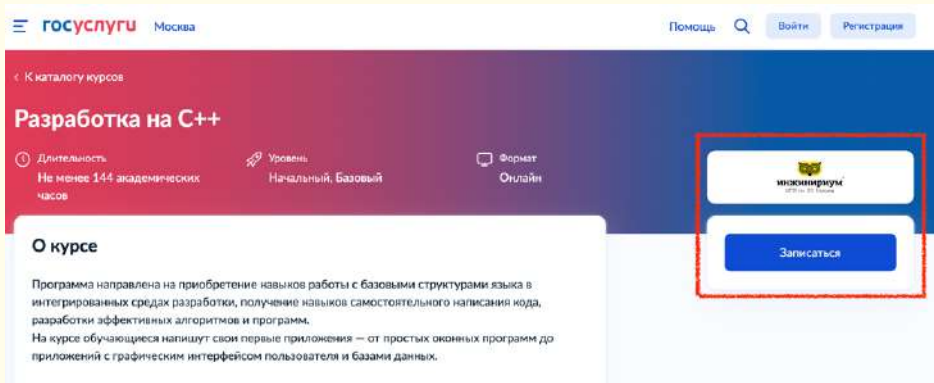 госуслуги Москва Помощь Войти Регистрация
К каталогу курсов
Разработка на C++
Длительность Уровень Формат
Не менее 144 академических Начальный, Базовый Онлайн
часов
инжинириум
О курсе
Записаться
Программа направлена на приобретение навыков работы с базовыми структурами языка в
интегрированных средах разработки, получение навыков самостоятельного написания кода,
разработки эффективных алгоритмов и программ.
На курсе обучающиеся напишут свои первые приложения — от простых оконных программ до
приложений с графическим интерфейсом пользователя и базами данных.